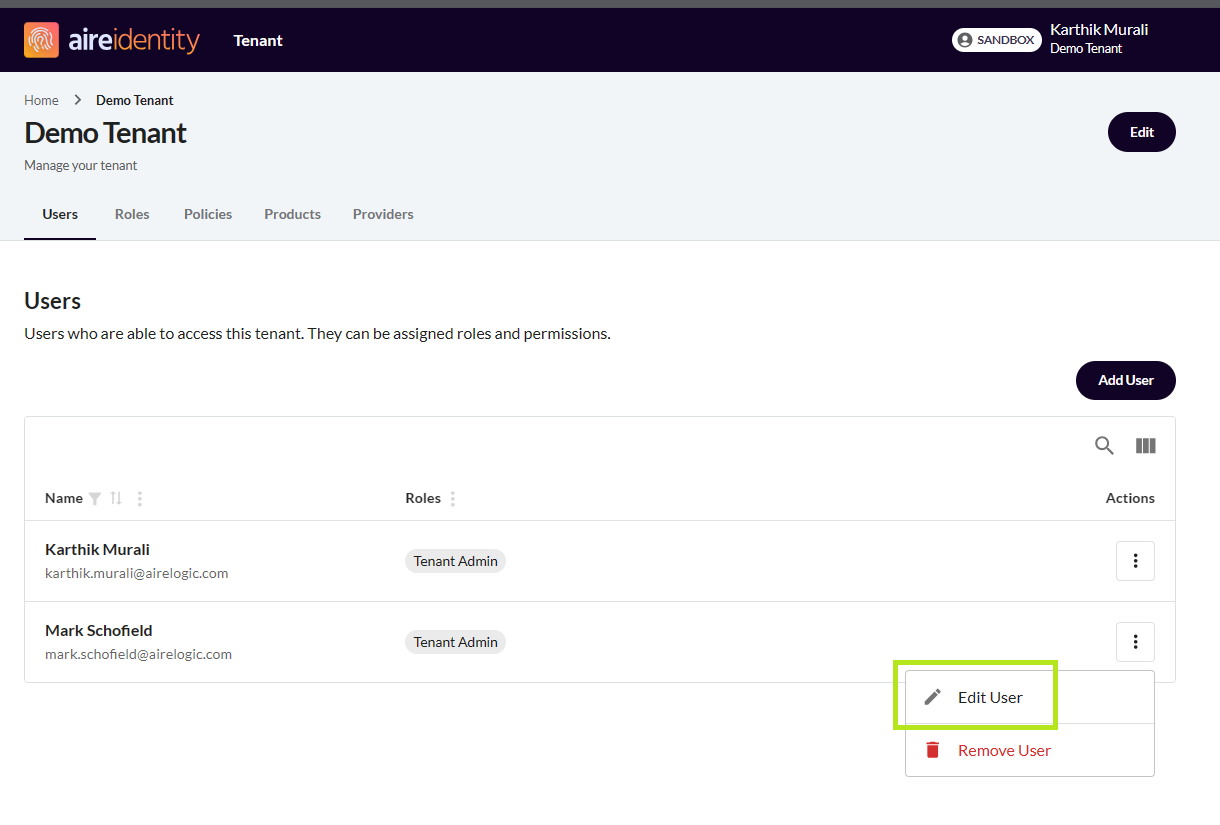 aireidentity Tenant SANDBOX Karthik Murali
Demo Tenant
Home Demo Tenant
Demo Tenant
Edit
Manage your tenant
Users Roles Policies Products Providers
Users
Users who are able to access this tenant. They can be assigned roles and permissions.
Add User
Name Roles Actions
Karthik Murali
karthik.murali@airelogic.com
Tenant Admin
Mark Schofield
mark.schofield@airelogic.com
Tenant Admin
Edit User
Remove User